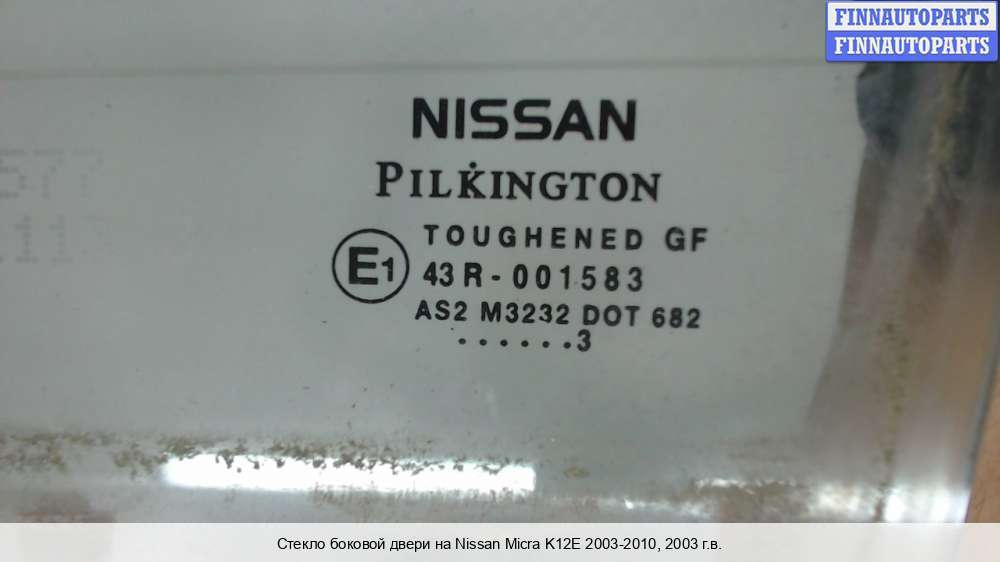 FINNAUTOPARTS
FINNAUTOPARTS
NISSAN
PILKINGTON
TOUGHENED GF
E1
43R-001583
AS2 M3232 DOT 682
......3
Стекло боковой двери на Nissan Micra K12E 2003-2010, 2003 г.в.